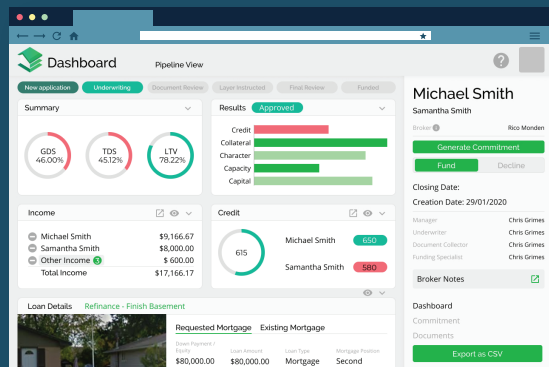 Dashboard
Pipeline View
?
New application
Underwriting
Document Review
Layer Instructed
Final Review
Funded
Summary
GDS
46.00%
TDS
45.12%
LTV
78.22%
Results Approved
Credit
Collateral
Character
Capacity
Capital
Income
Michael Smith $9,166.67
Samantha Smith $8,000.00
Other Income 3 $ 600.00
Total Income $17,166.17
Credit
615
Michael Smith 650
Samantha Smith 580
Loan Details Refinance - Finish Basement
Requested Mortgage Existing Mortgage
Down Payment /
Equity
Loan Amount
Loan Type
Mortgage Position
$80,000.00 $80,000.00 Mortgage Second
Michael Smith
Samantha Smith
Broker Rico Monden
Generate Commitment
Fund Decline
Closing Date:
Creation Date: 29/01/2020
Manager Chris Grimes
Underwriter Chris Grimes
Document Collector Chris Grimes
Funding Specialist Chris Grimes
Broker Notes
Dashboard
Commitment
Documents
Export as CSV